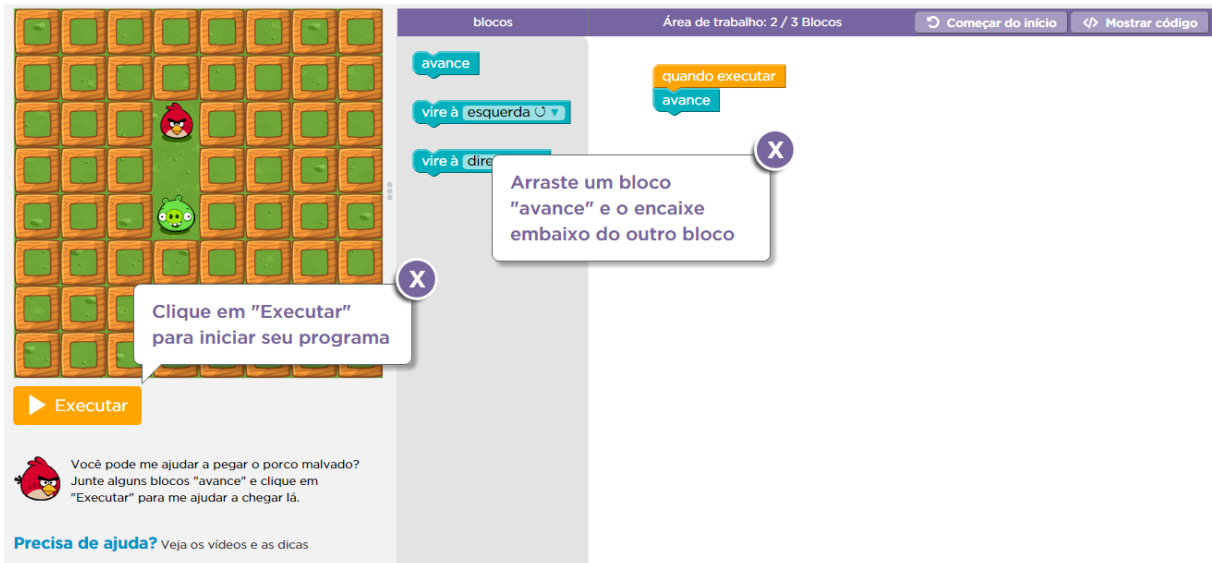 blocos
Área de trabalho: 2 / 3 Blocos
Começar do início
</> Mostrar código
avance
vire à esquerda
vire à dire
quando executar
avance
X
Arraste um bloco
"avance" e o encaixe
embaixo do outro bloco
X
Clique em "Executar"
para iniciar seu programa
Executar
Você pode me ajudar a pegar o porco malvado?
Junte alguns blocos "avance" e clique em
"Executar" para me ajudar a chegar lá.
Precisa de ajuda? Veja os vídeos e as dicas